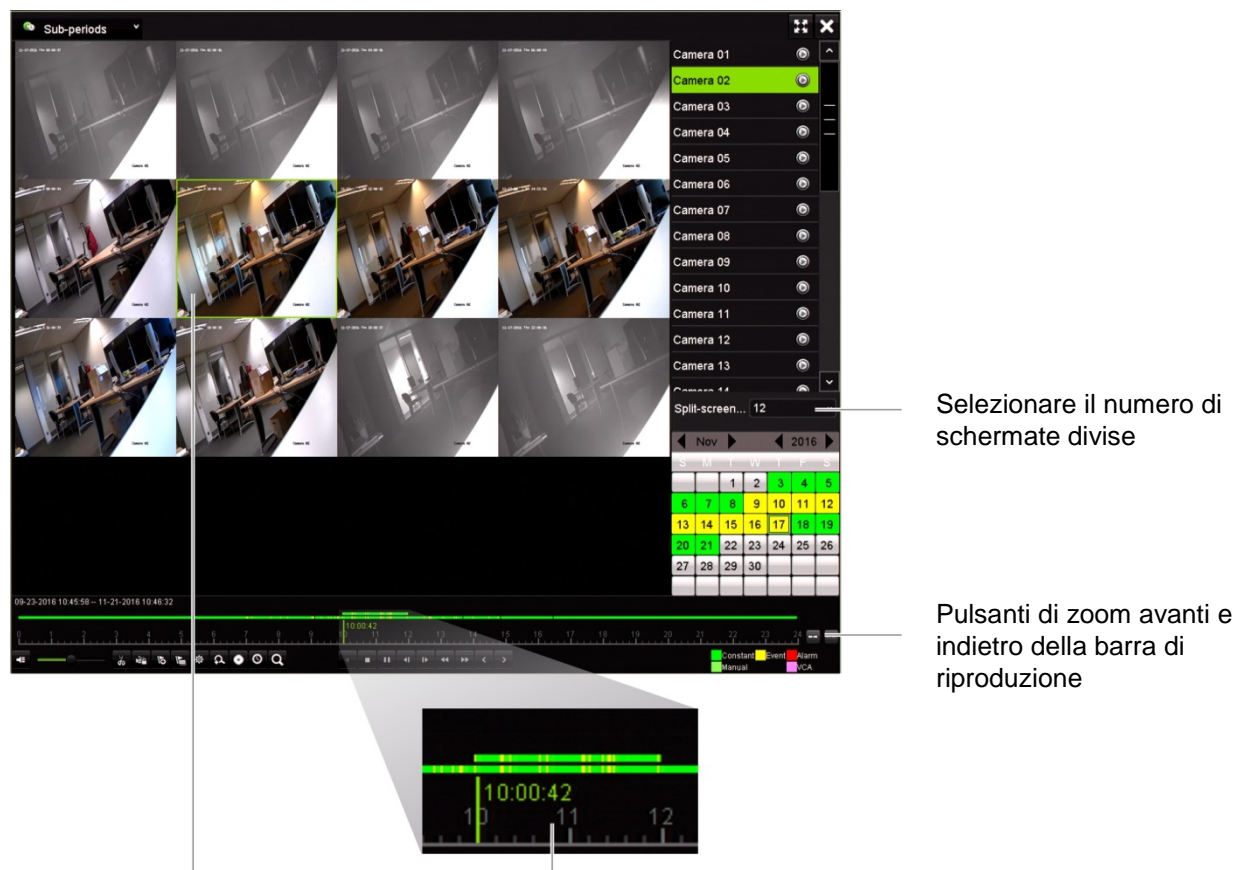 Sub-periods
Camera 01
Camera 02
Camera 03
Camera 04
Camera 05
Camera 06
Camera 07
Camera 08
Camera 09
Camera 10
Camera 11
Camera 12
Camera 13
Camera 14
Split-screen... 12
Selezionare il numero di
schermate divise
Nov 2016
S M T W T F S
1 2 3 4 5
6 7 8 9 10 11 12
13 14 15 16 17 18 19
20 21 22 23 24 25 26
27 28 29 30
09-23-2016 10:45:58 -- 11-21-2016 10:46:32
10:00:42
0 1 2 3 4 5 6 7 8 9 10 11 12 13 14 15 16 17 18 19 20 21 22 23 24
Constant Event Alarm
Manual VCA
Pulsanti di zoom avanti e
indietro della barra di
riproduzione
10:00:42
10 11 12